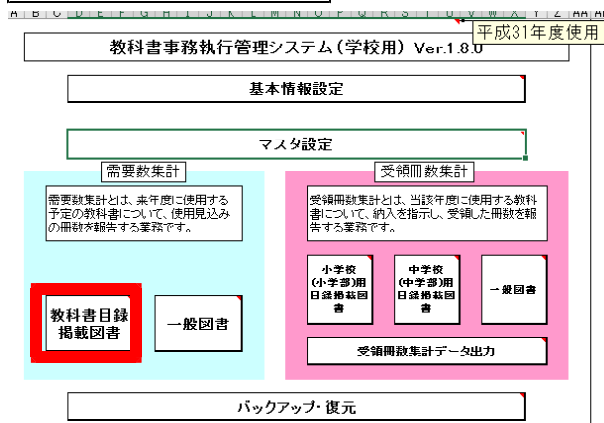 A B C D E F G H I J K L M N O P Q R S T U V W X Y Z AA
平成31年度使用
教科書事務執行管理システム(学校用) Ver.1.8.0
基本情報設定
マスタ設定
需要数集計
需要数集計とは、来年度に使用する
予定の教科書について、使用見込み
の冊数を報告する業務です。
教科書目録
掲載図書
一般図書
受領冊数集計
受領冊数集計とは、当該年度に使用する教科
書について、納入を指示し、受領した冊数を報
告する業務です。
小学校
(小学部)用
目録掲載図
書
中学校
(中学部)用
目録掲載図
書
一般図書
受領冊数集計データ出力
バックアップ・復元